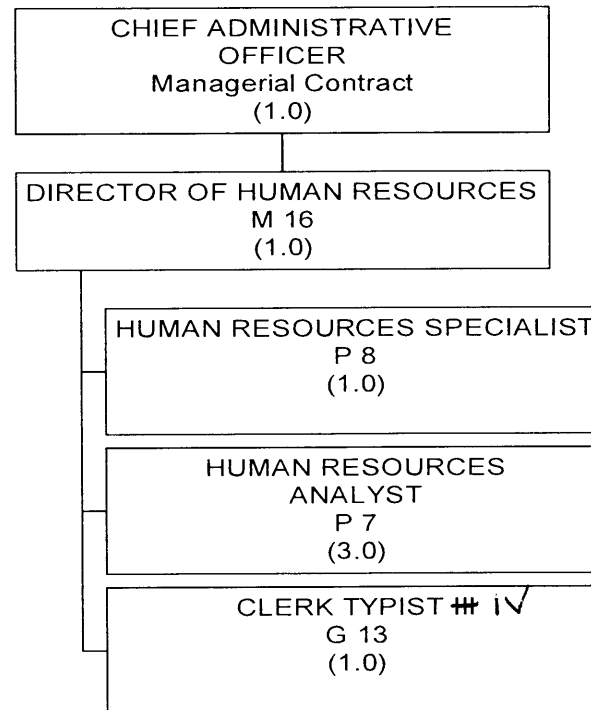 CHIEF ADMINISTRATIVE
OFFICER
Managerial Contract
(1.0)
DIRECTOR OF HUMAN RESOURCES
M 16
(1.0)
HUMAN RESOURCES SPECIALIST
P 8
(1.0)
HUMAN RESOURCES
ANALYST
P 7
(3.0)
CLERK TYPIST IV
G 13
(1.0)